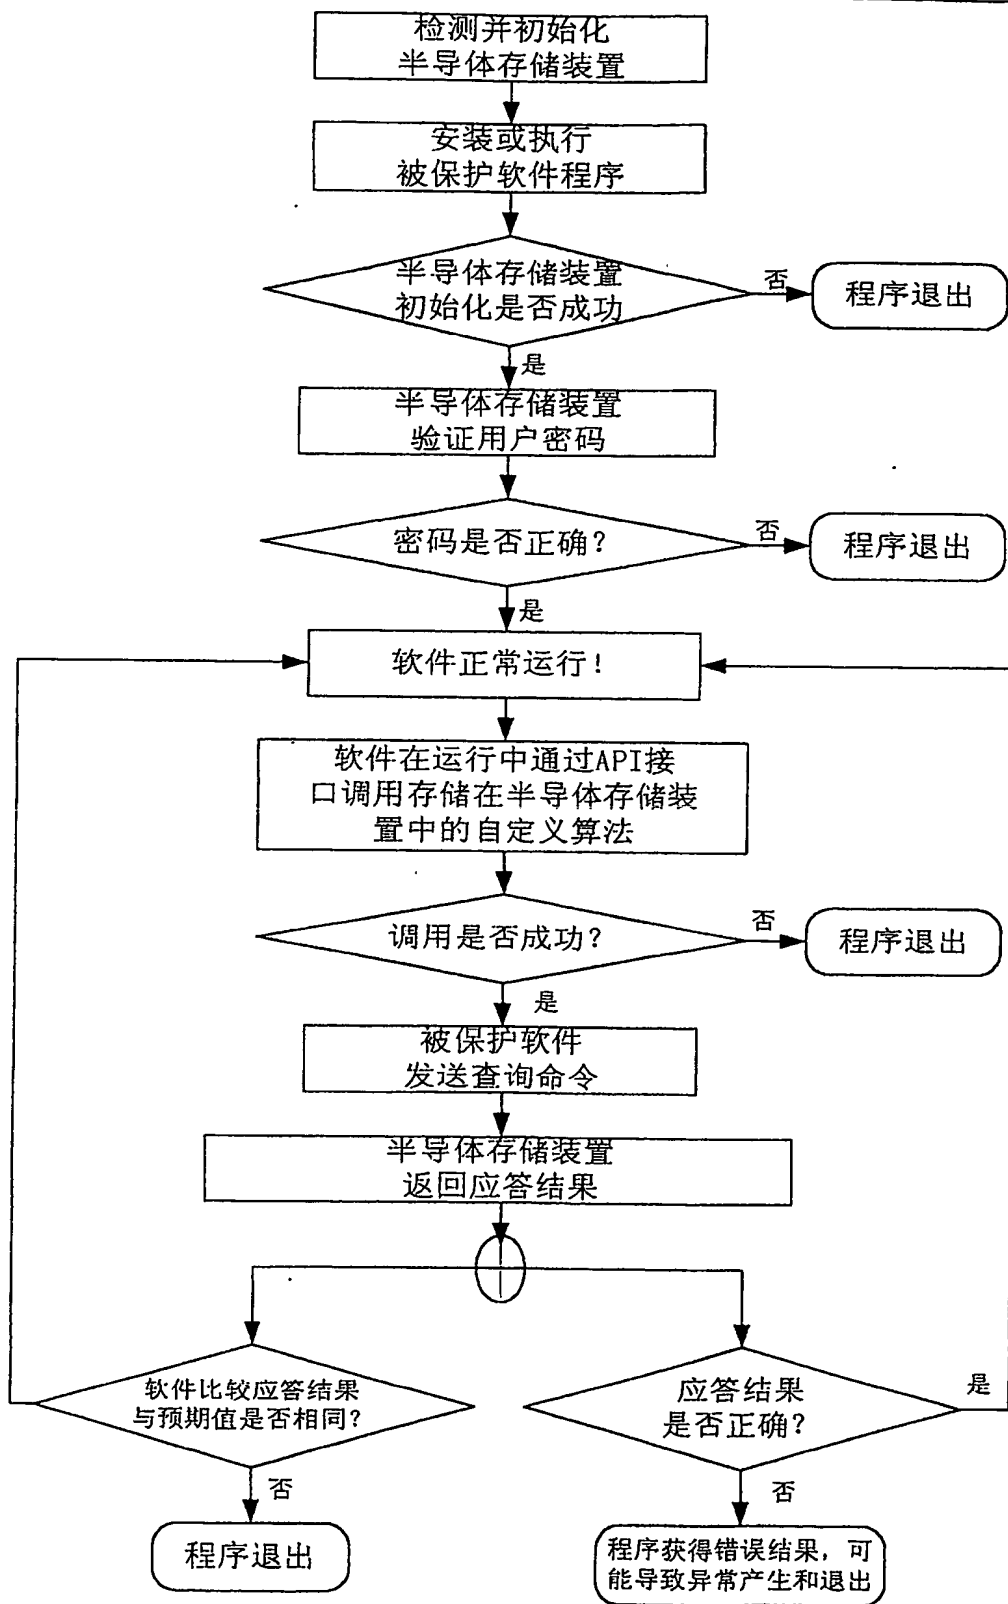 检测并初始化
半导体存储装置
安装或执行
被保护软件程序
半导体存储装置
初始化是否成功
否
程序退出
是
半导体存储装置
验证用户密码
密码是否正确?
否
程序退出
是
软件正常运行!
软件在运行中通过API接
口调用存储在半导体存储装
置中的自定义算法
调用是否成功?
否
程序退出
是
被保护软件
发送查询命令
半导体存储装置
返回应答结果
软件比较应答结果
与预期值是否相同?
否
程序退出
应答结果
是否正确?
是
否
程序获得错误结果, 可
能导致异常产生和退出